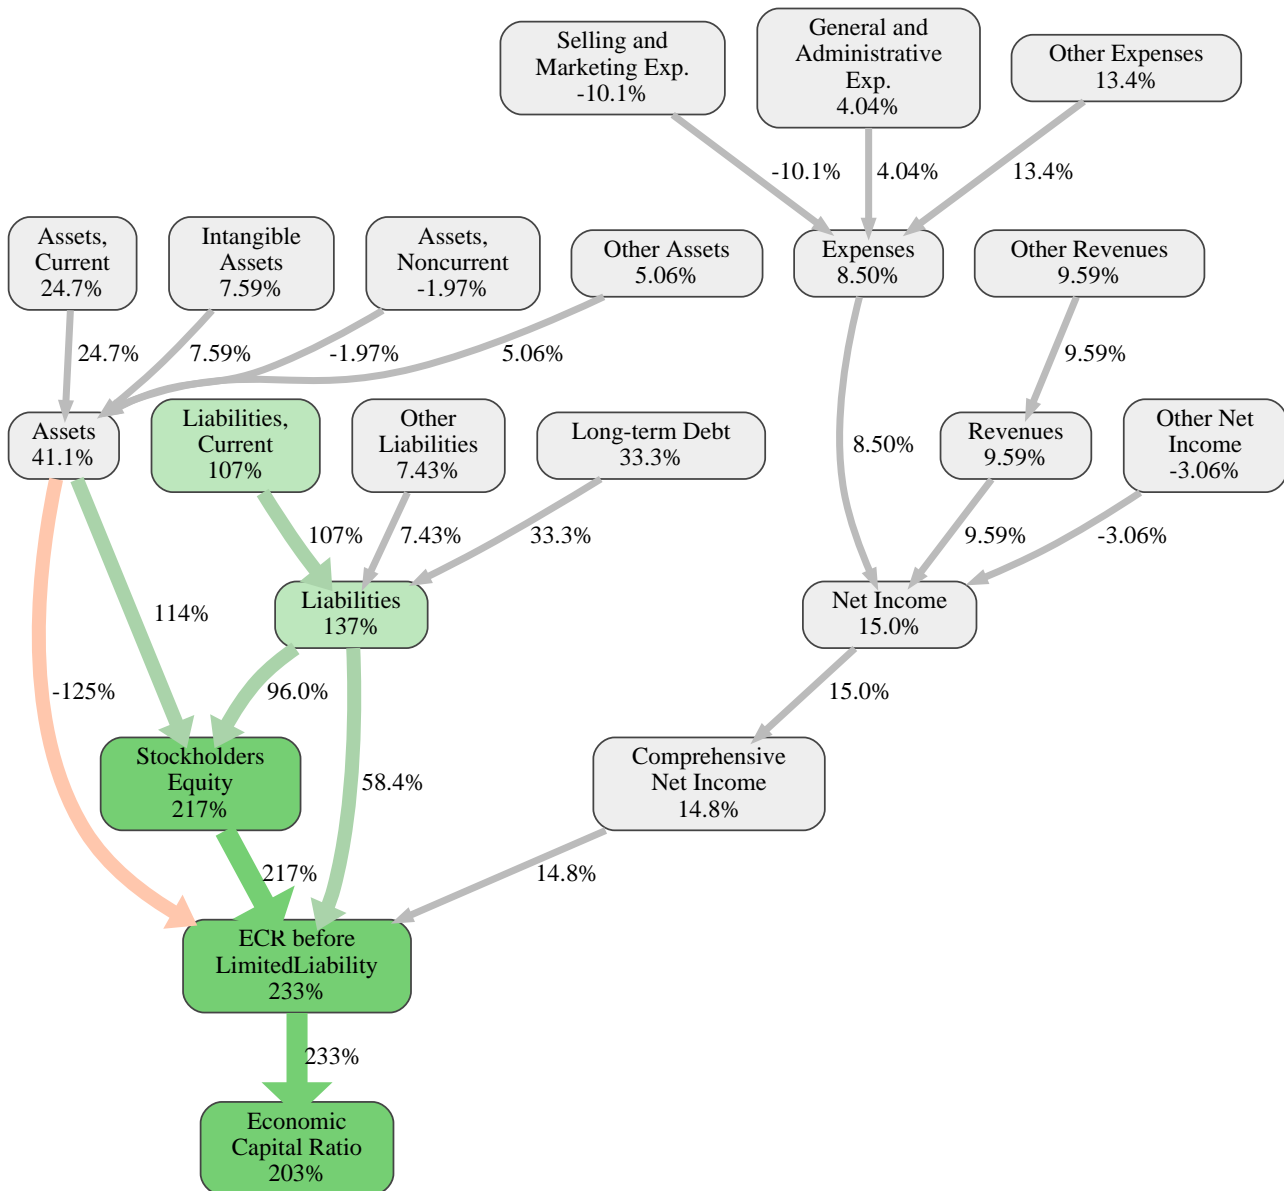 Selling and
Marketing Exp.
-10.1%
General and
Administrative
Exp.
4.04%
Other Expenses
13.4%
-10.1%
4.04%
13.4%
Assets,
Current
24.7%
Intangible
Assets
7.59%
Assets,
Noncurrent
-1.97%
Other Assets
5.06%
Expenses
8.50%
Other Revenues
9.59%
24.7%
7.59%
-1.97%
5.06%
9.59%
Assets
41.1%
Liabilities,
Current
107%
Other
Liabilities
7.43%
Long-term Debt
33.3%
8.50%
Revenues
9.59%
Other Net
Income
-3.06%
107%
7.43%
33.3%
9.59%
-3.06%
Liabilities
137%
Net Income
15.0%
114%
-125%
96.0%
15.0%
Stockholders
Equity
217%
58.4%
Comprehensive
Net Income
14.8%
217%
14.8%
ECR before
LimitedLiability
233%
233%
Economic
Capital Ratio
203%